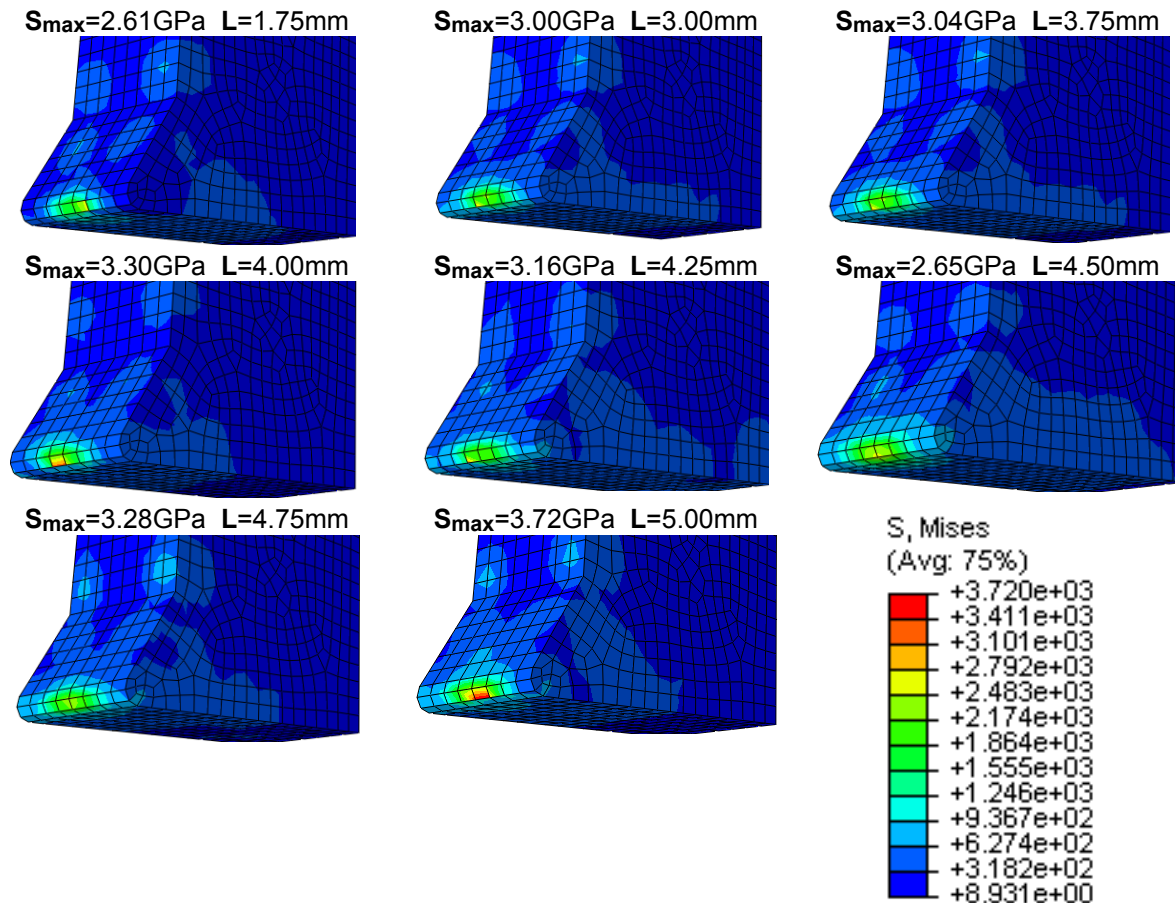 Smax=2.61GPa L=1.75mm
Smax=3.00GPa L=3.00mm
Smax=3.04GPa L=3.75mm
Smax=3.30GPa L=4.00mm
Smax=3.16GPa L=4.25mm
Smax=2.65GPa L=4.50mm
Smax=3.28GPa L=4.75mm
Smax=3.72GPa L=5.00mm
S, Mises
(Avg: 75%)
+3.720e+03
+3.411e+03
+3.101e+03
+2.792e+03
+2.483e+03
+2.174e+03
+1.864e+03
+1.555e+03
+1.246e+03
+9.367e+02
+6.274e+02
+3.182e+02
+8.931e+00